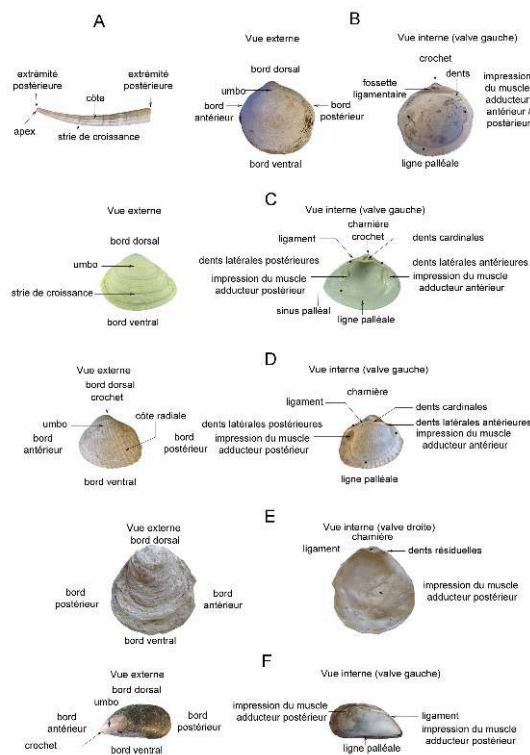 A
extrémité
postérieure
côte
extrémité
postérieure
apex
strie de croissance
B
Vue externe
bord dorsal
umbo
bord
antérieur
bord
postérieur
bord ventral
Vue interne (valve gauche)
crochet
dents
fossette
ligamentaire
impression
du muscle
adducteur
antérieur /
postérieur
ligne palléale
C
Vue externe
bord dorsal
umbo
strie de croissance
bord ventral
Vue interne (valve gauche)
charnière
ligament
crochet
dents cardinales
dents latérales postérieures
dents latérales antérieures
impression du muscle
adducteur postérieur
impression du muscle
adducteur antérieur
sinus palléal
ligne palléale
D
Vue externe
bord dorsal
crochet
umbo
côte radiale
bord
antérieur
bord
postérieur
bord ventral
Vue interne (valve gauche)
charnière
ligament
dents cardinales
dents latérales postérieures
dents latérales antérieures
impression du muscle
adducteur postérieur
impression du muscle
adducteur antérieur
ligne palléale
E
Vue externe
bord dorsal
bord
postérieur
bord
antérieur
bord ventral
Vue interne (valve droite)
charnière
ligament
dents résiduelles
impression du muscle
adducteur postérieur
F
Vue externe
bord dorsal
umbo
bord
antérieur
bord
postérieur
crochet
bord ventral
Vue interne (valve gauche)
impression du muscle
adducteur postérieur
ligament
impression du muscle
adducteur antérieur
ligne palléale